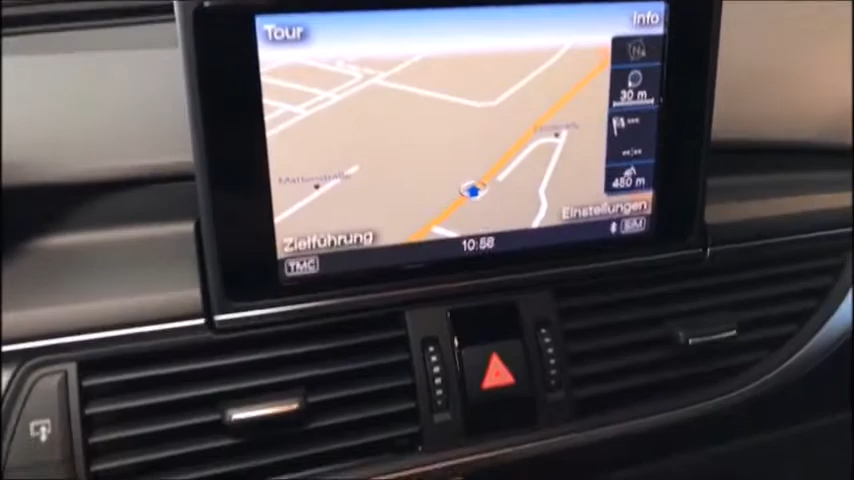 Tour
Info
N
30 m
--:--
480 m
Einstellungen
Zielführung
10:58
SIM
TMC